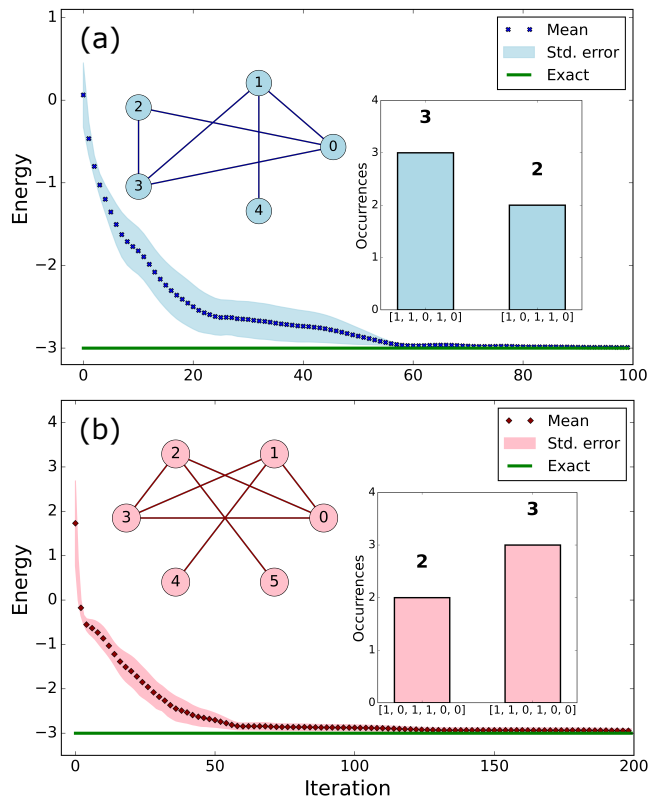 (a)
Mean
Std. error
Exact
Energy
1
0
−1
−2
−3
0 20 40 60 80 100
1
2
0
3
4
Occurrences
4
3
2
1
0
3
2
[1, 1, 0, 1, 0] [1, 0, 1, 1, 0]
(b)
Mean
Std. error
Exact
Energy
4
3
2
1
0
−1
−2
−3
0 50 100 150 200
Iteration
2 1
3 0
4 5
Occurrences
4
3
2
1
0
2
3
[1, 0, 1, 1, 0, 0] [1, 1, 0, 1, 0, 0]